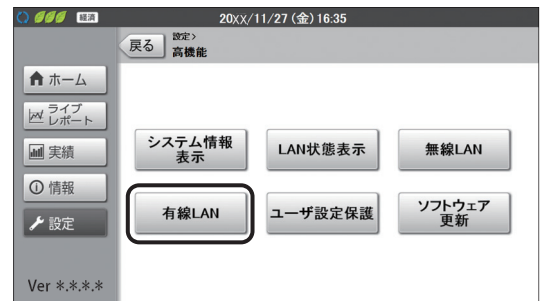 経済
20XX/11/27 (金) 16:35
戻る
設定>
高機能
ホーム
ライブ
レポート
実績
情報
設定
Ver *.*.*.*
システム情報
表示
LAN状態表示
無線LAN
有線LAN
ユーザ設定保護
ソフトウェア
更新